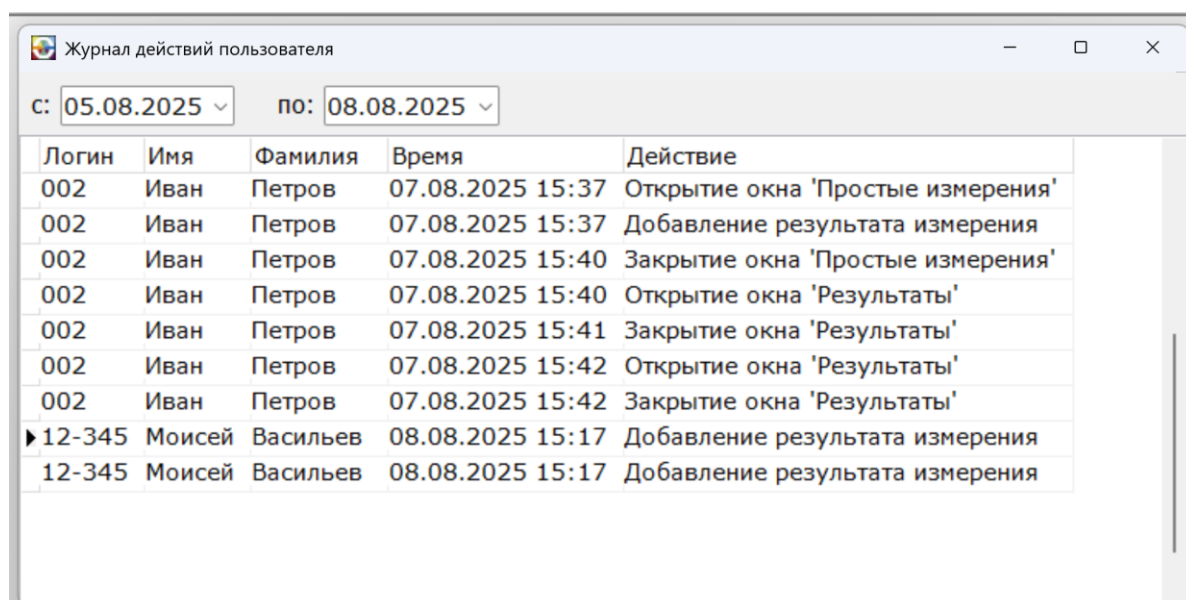 Журнал действий пользователя
с: 05.08.2025 по: 08.08.2025
Логин Имя Фамилия Время Действие
002 Иван Петров 07.08.2025 15:37 Открытие окна 'Простые измерения'
002 Иван Петров 07.08.2025 15:37 Добавление результата измерения
002 Иван Петров 07.08.2025 15:40 Закрытие окна 'Простые измерения'
002 Иван Петров 07.08.2025 15:40 Открытие окна 'Результаты'
002 Иван Петров 07.08.2025 15:41 Закрытие окна 'Результаты'
002 Иван Петров 07.08.2025 15:42 Открытие окна 'Результаты'
002 Иван Петров 07.08.2025 15:42 Закрытие окна 'Результаты'
12-345 Моисей Васильев 08.08.2025 15:17 Добавление результата измерения
12-345 Моисей Васильев 08.08.2025 15:17 Добавление результата измерения